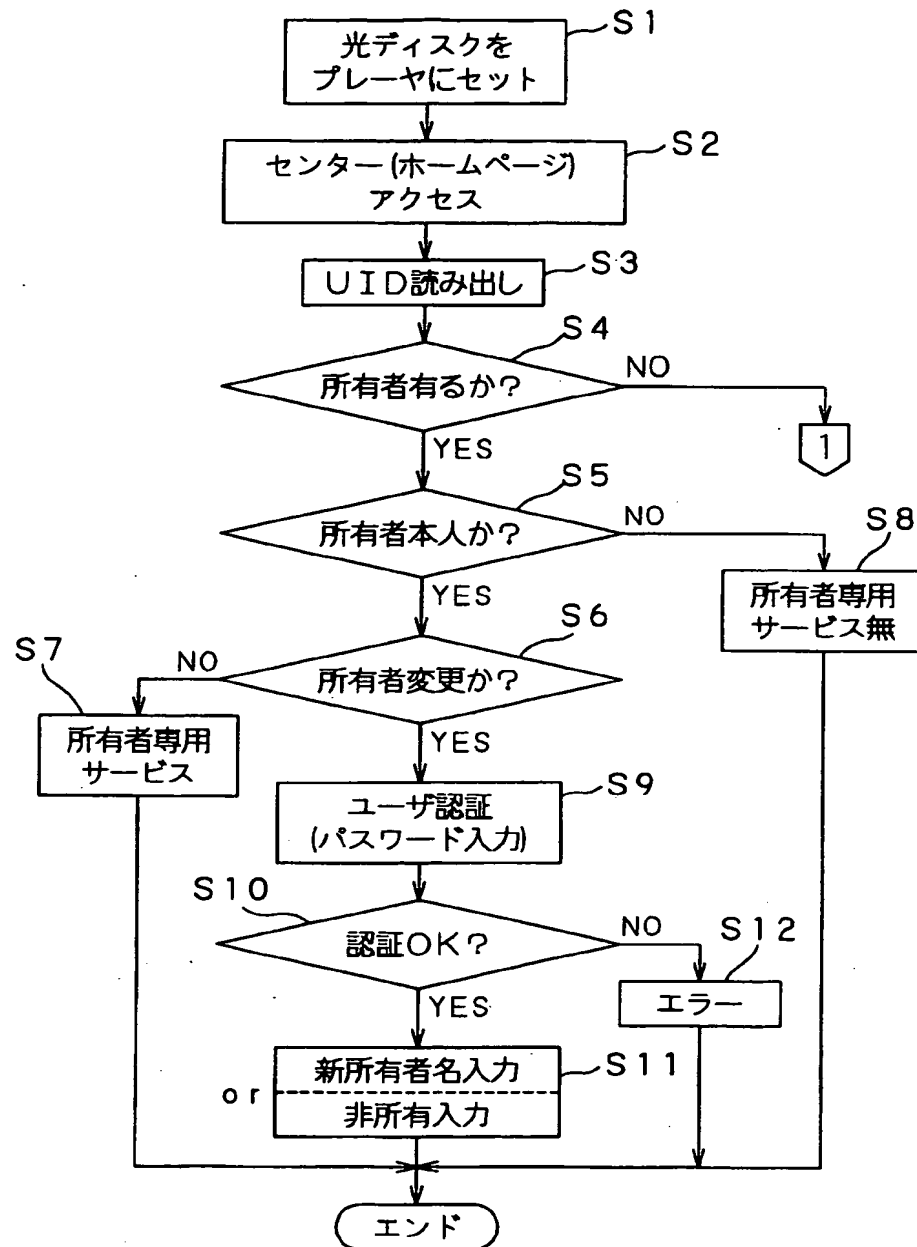 光ディスクを
プレーヤにセット
S1
センター(ホームページ)
アクセス
S2
UID読み出し
S3
所有者有るか?
S4
NO
1
YES
所有者本人か?
S5
NO
S8
所有者専用
サービス無
YES
所有者変更か?
S6
NO
S7
所有者専用
サービス
YES
ユーザ認証
(パスワード入力)
S9
S10
認証OK?
NO
S12
エラー
YES
新所有者名入力
or
非所有入力
S11
エンド